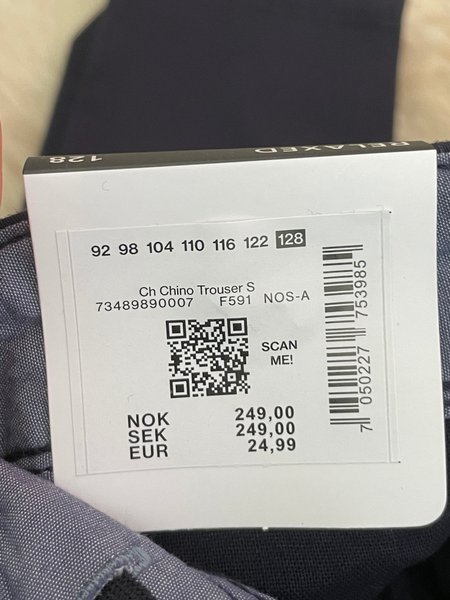 128 RELAXED
92 98 104 110 116 122 128
Ch Chino Trouser S
73489890007 F591 NOS-A
SCAN
ME!
NOK 249,00
SEK 249,00
EUR 24,99
7 050227 753985